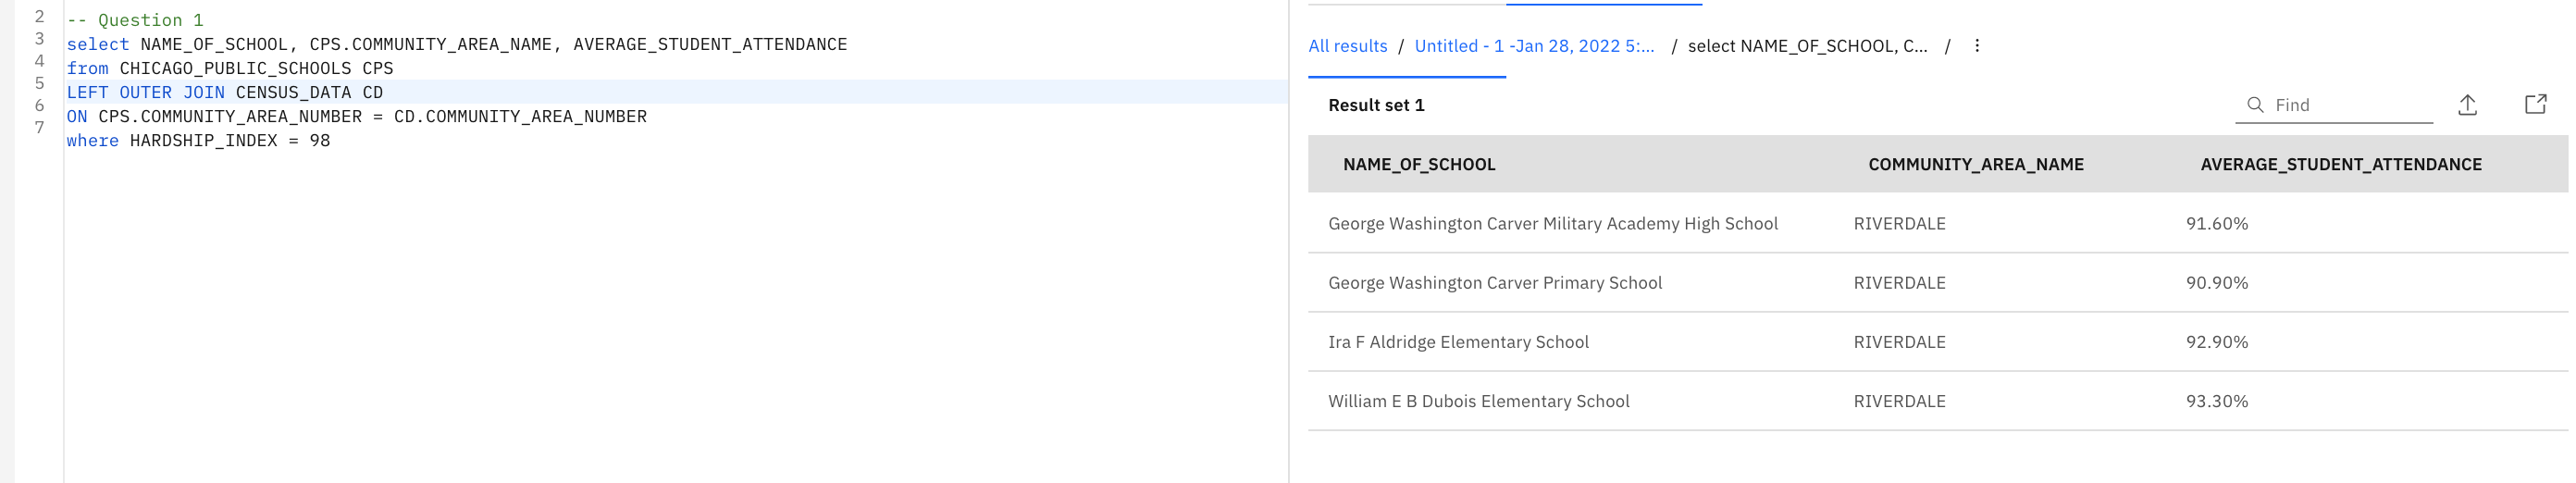 2
-- Question 1
3
select NAME_OF_SCHOOL, CPS.COMMUNITY_AREA_NAME, AVERAGE_STUDENT_ATTENDANCE
4
from CHICAGO_PUBLIC_SCHOOLS CPS
5
LEFT OUTER JOIN CENSUS_DATA CD
6
ON CPS.COMMUNITY_AREA_NUMBER = CD.COMMUNITY_AREA_NUMBER
7
where HARDSHIP_INDEX = 98
All results / Untitled - 1 -Jan 28, 2022 5:... / select NAME_OF_SCHOOL, C... /
Result set 1
Find
NAME_OF_SCHOOL COMMUNITY_AREA_NAME AVERAGE_STUDENT_ATTENDANCE
George Washington Carver Military Academy High School RIVERDALE 91.60%
George Washington Carver Primary School RIVERDALE 90.90%
Ira F Aldridge Elementary School RIVERDALE 92.90%
William E B Dubois Elementary School RIVERDALE 93.30%